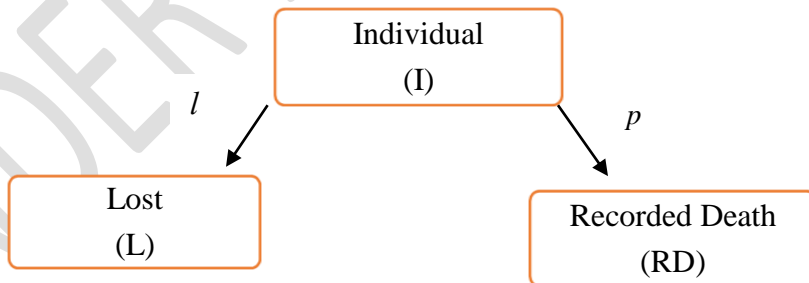 Individual
(I)
l
p
Lost
(L)
Recorded Death
(RD)